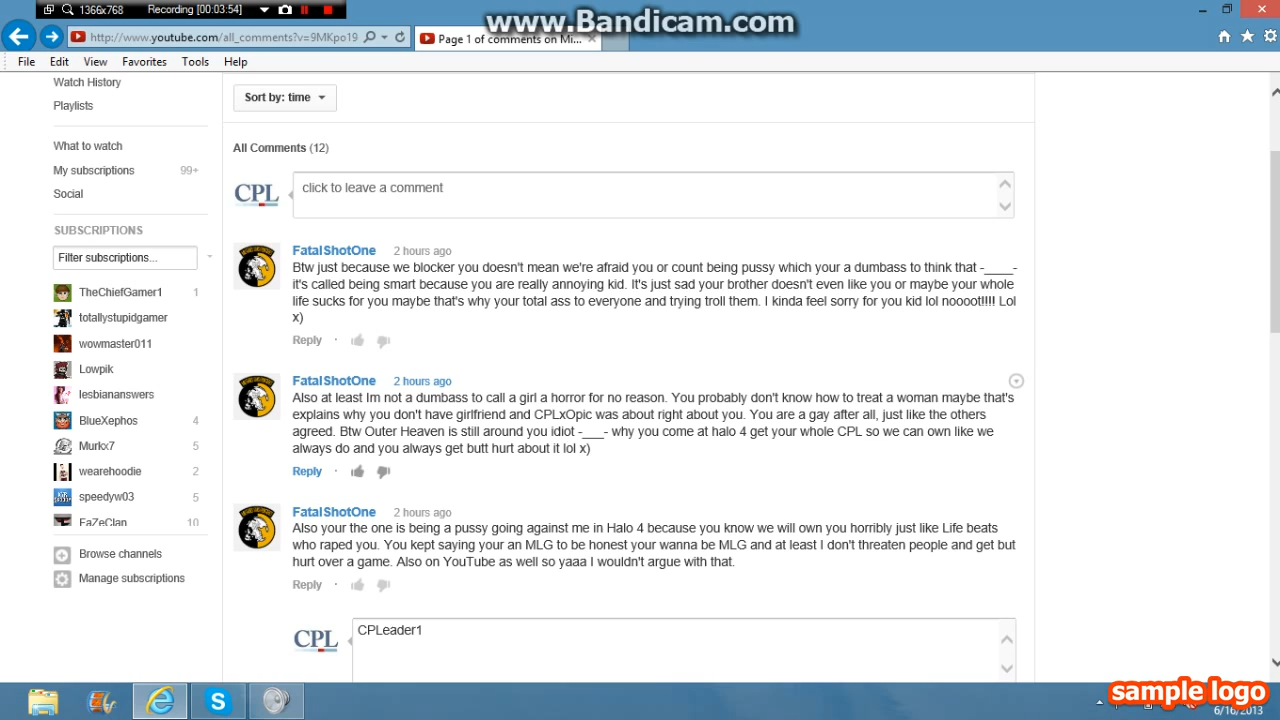 1366x768 Recording [00:03:54]
www.Bandicam.com
http://www.youtube.com/all_comments?v=9MKpo19
Page 1 of comments on Mi...
File Edit View Favorites Tools Help
Watch History
Playlists
What to watch
My subscriptions 99+
Social
SUBSCRIPTIONS
Filter subscriptions...
TheChiefGamer1 1
totallystupidgamer
wowmaster011
Lowpik
lesbiananswers
BlueXephos 4
Murkx7 5
wearehoodie 2
speedyw03 5
FaZeClan 10
Browse channels
Manage subscriptions
Sort by: time
All Comments (12)
CPL
click to leave a comment
FatalShotOne 2 hours ago
Btw just because we blocker you doesn't mean we're afraid you or count being pussy which your a dumbass to think that -____-
it's called being smart because you are really annoying kid. It's just sad your brother doesn't even like you or maybe your whole
life sucks for you maybe that's why your total ass to everyone and trying troll them. I kinda feel sorry for you kid lol noooot!!!! Lol
x)
Reply ·
FatalShotOne 2 hours ago
Also at least Im not a dumbass to call a girl a horror for no reason. You probably don't know how to treat a woman maybe that's
explains why you don't have girlfriend and CPLxOpic was about right about you. You are a gay after all, just like the others
agreed. Btw Outer Heaven is still around you idiot -___- why you come at halo 4 get your whole CPL so we can own like we
always do and you always get butt hurt about it lol x)
Reply ·
FatalShotOne 2 hours ago
Also your the one is being a pussy going against me in Halo 4 because you know we will own you horribly just like Life beats
who raped you. You kept saying your an MLG to be honest your wanna be MLG and at least I don't threaten people and get but
hurt over a game. Also on YouTube as well so yaaa I wouldn't argue with that.
Reply ·
CPL
CPLeader1
sample logo
6/16/2013